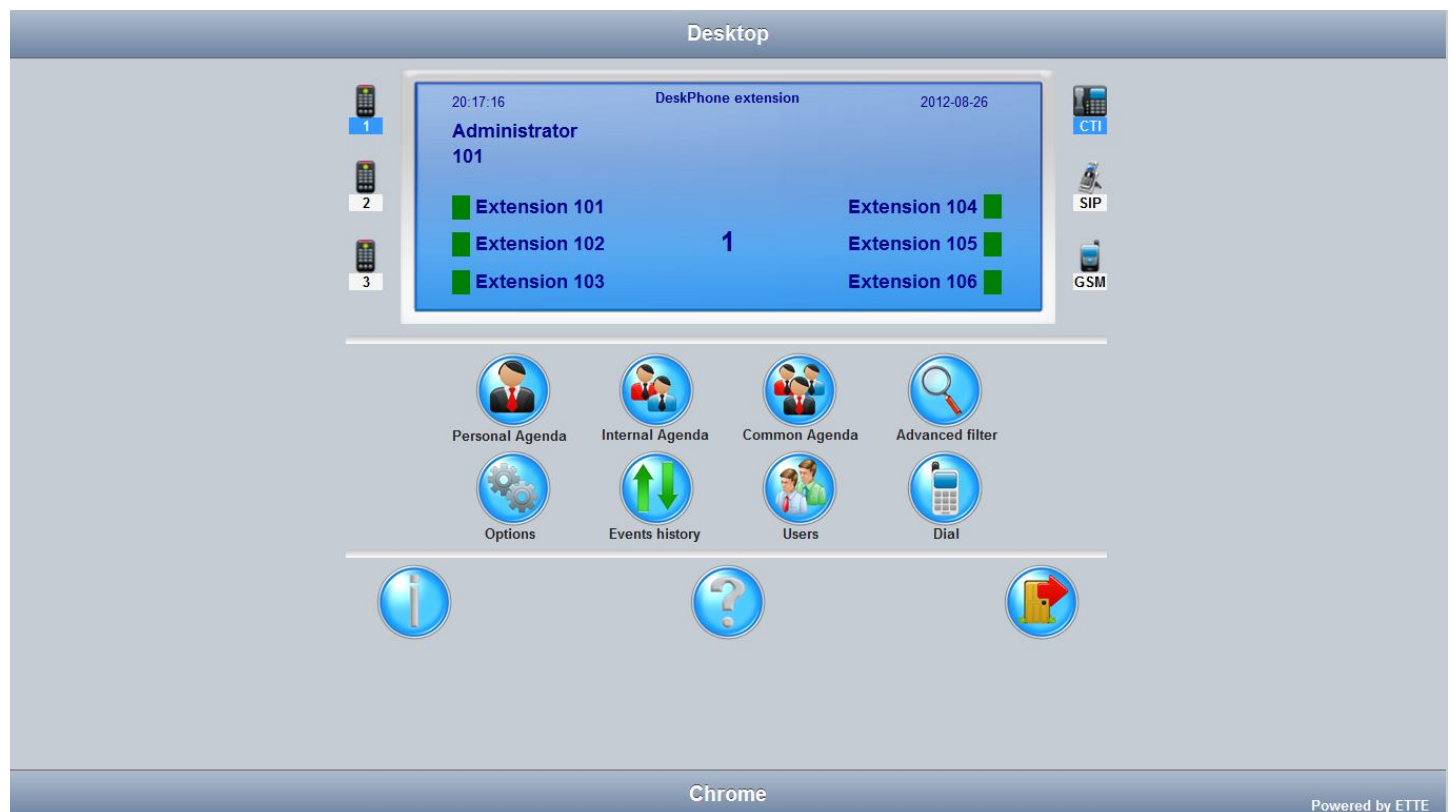 Desktop
20:17:16 DeskPhone extension 2012-08-26
Administrator
101
1
CTI
2
SIP
3
GSM
Extension 101
Extension 102
Extension 103
1
Extension 104
Extension 105
Extension 106
Personal Agenda Internal Agenda Common Agenda Advanced filter
Options Events history Users Dial
Chrome
Powered by ETTE